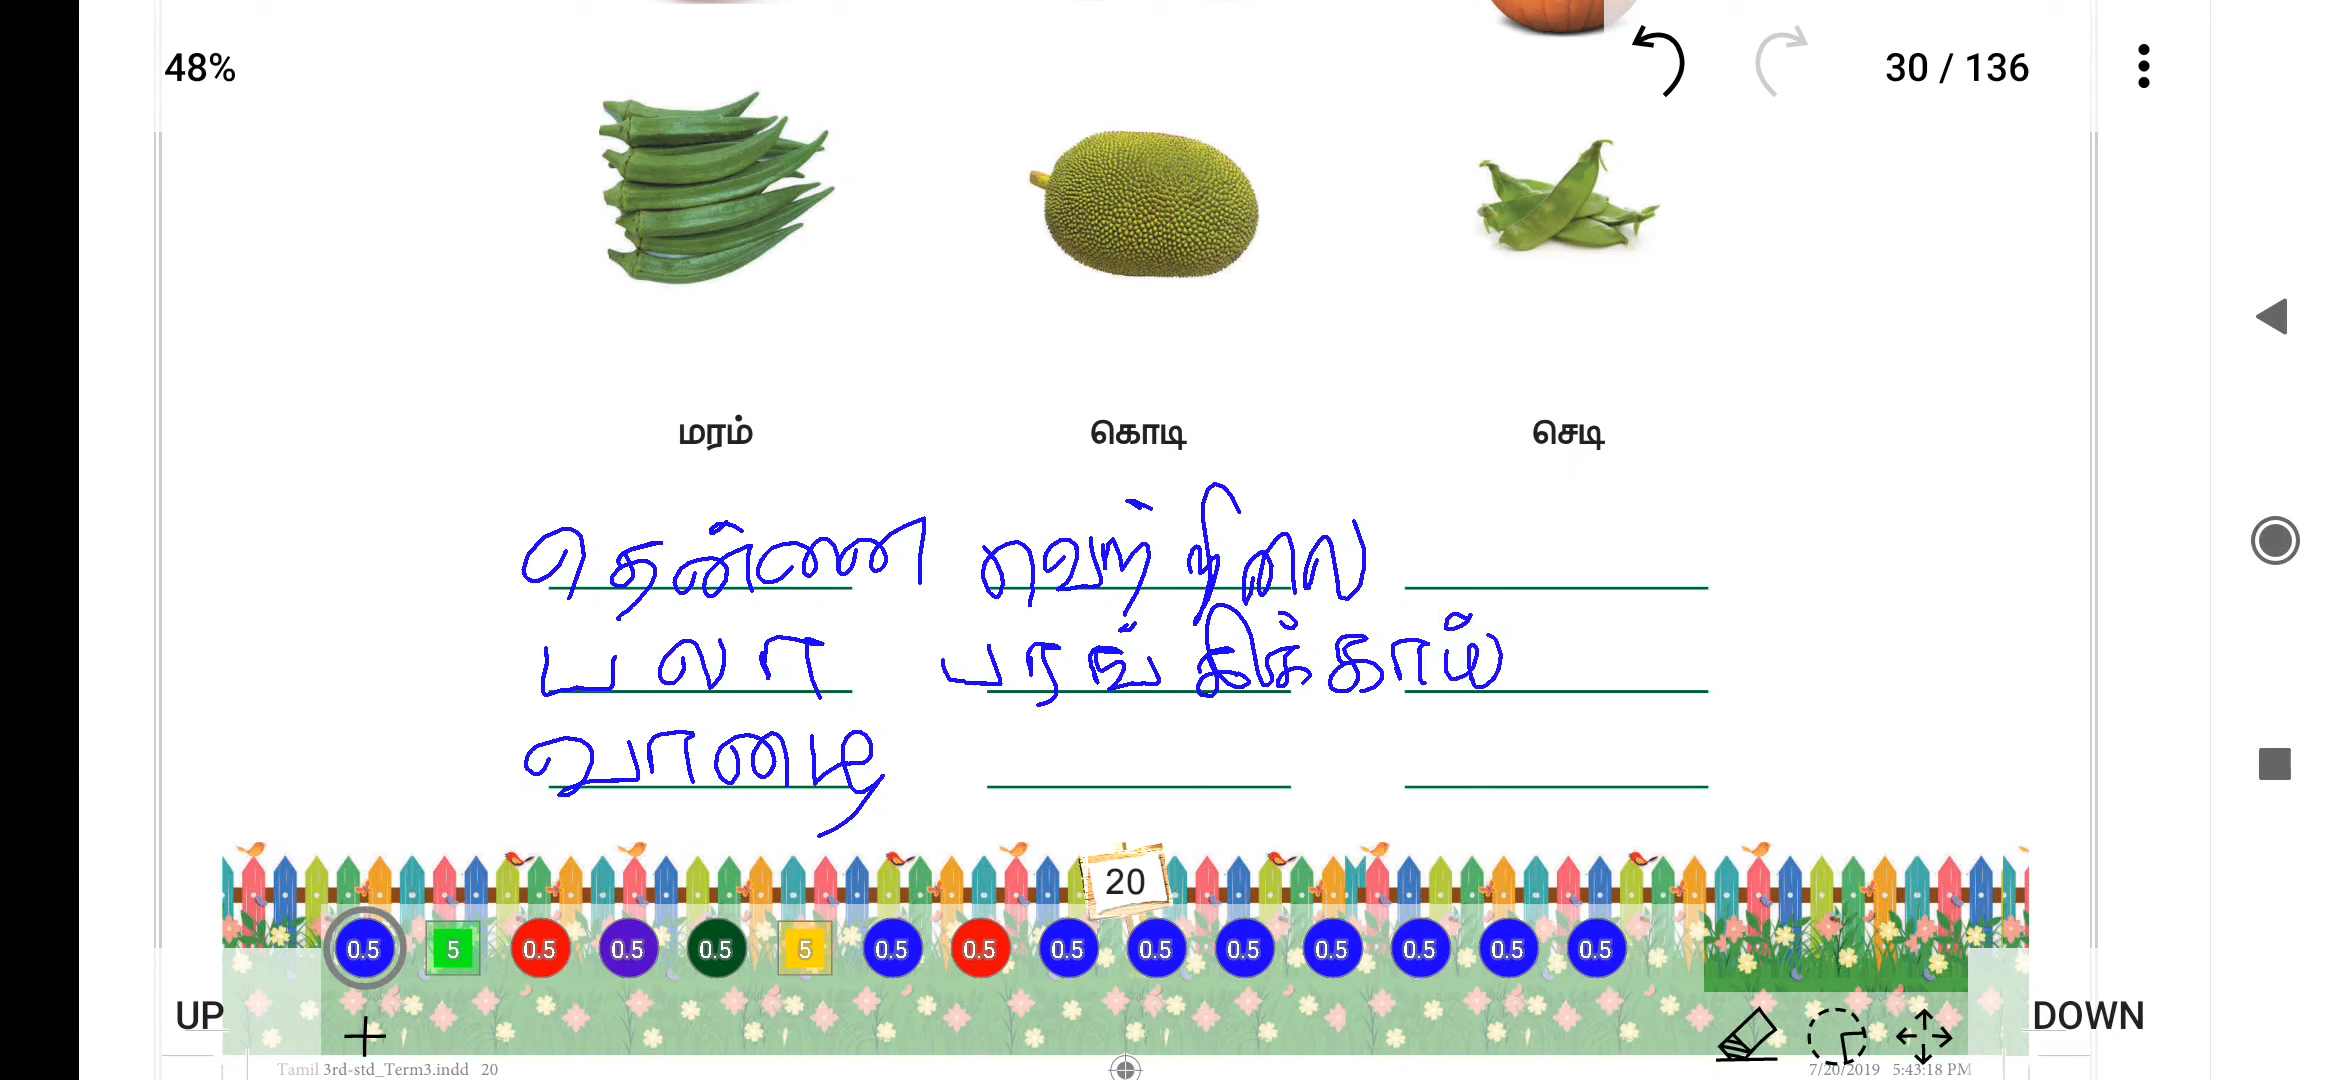 48%
30 / 136
மரம் கொடி செடி
தென்னை வெற்றிலை
பலா பரங்கிக்காய்
வாழை
20
0.5 5 0.5 0.5 0.5 5 0.5 0.5 0.5 0.5 0.5 0.5 0.5 0.5 0.5
UP
DOWN
Tamil 3rd-std_Term3.indd 20
7/20/2019 5:43:18 PM